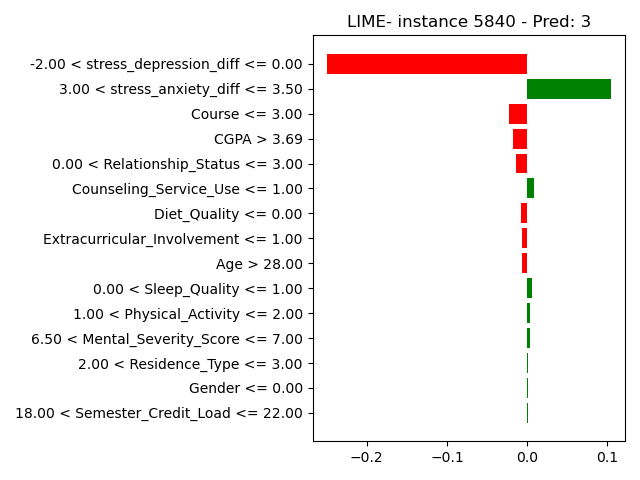 LIME- instance 5840 - Pred: 3
-2.00 < stress_depression_diff <= 0.00
3.00 < stress_anxiety_diff <= 3.50
Course <= 3.00
CGPA > 3.69
0.00 < Relationship_Status <= 3.00
Counseling_Service_Use <= 1.00
Diet_Quality <= 0.00
Extracurricular_Involvement <= 1.00
Age > 28.00
0.00 < Sleep_Quality <= 1.00
1.00 < Physical_Activity <= 2.00
6.50 < Mental_Severity_Score <= 7.00
2.00 < Residence_Type <= 3.00
Gender <= 0.00
18.00 < Semester_Credit_Load <= 22.00
−0.2 −0.1 0.0 0.1